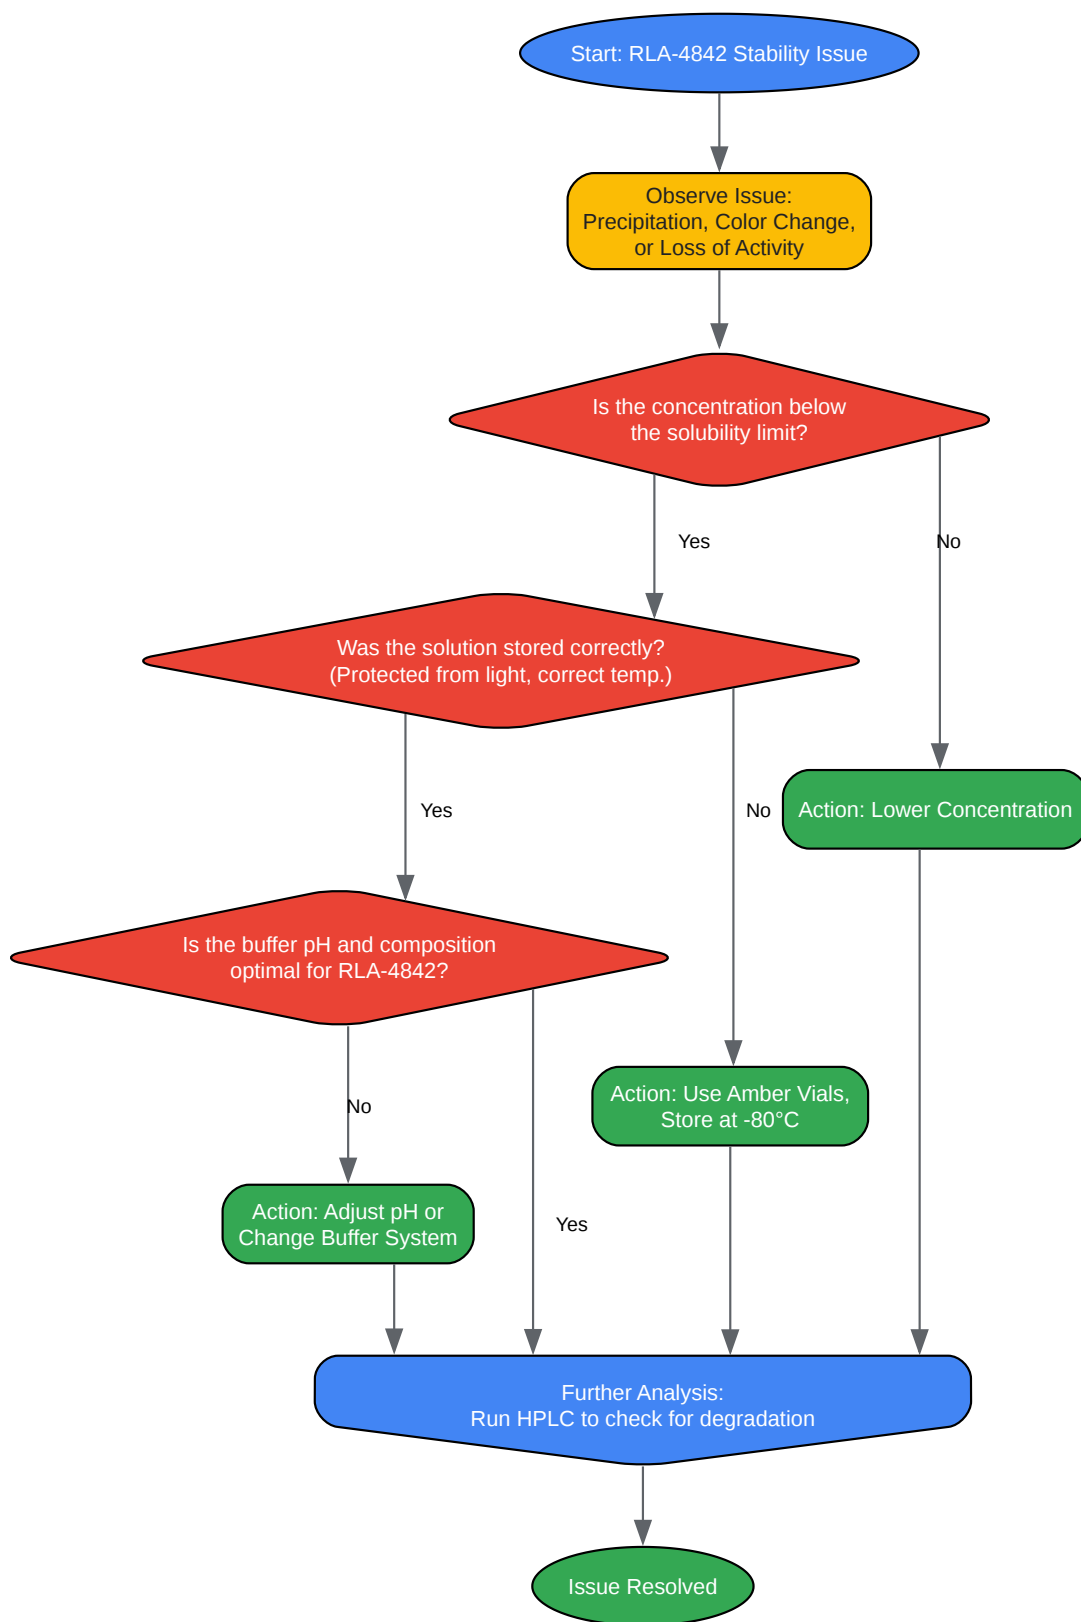 Start: RLA-4842 Stability Issue
Observe Issue:
Precipitation, Color Change,
or Loss of Activity
Is the concentration below
the solubility limit?
Yes
No
Was the solution stored correctly?
(Protected from light, correct temp.)
Yes
No
Action: Lower Concentration
Is the buffer pH and composition
optimal for RLA-4842?
Action: Use Amber Vials,
Store at -80°C
No
Action: Adjust pH or
Change Buffer System
Yes
Further Analysis:
Run HPLC to check for degradation
Issue Resolved